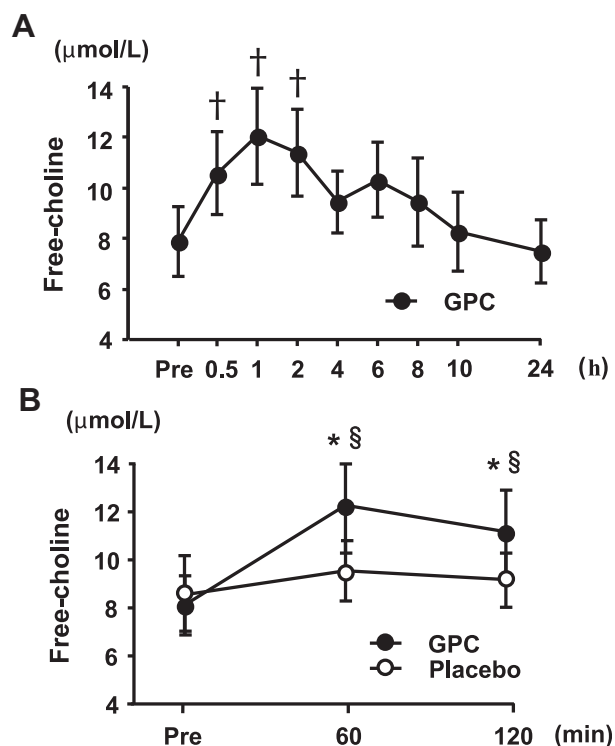 A
(μmol/L)
† † †
14
12
10
8
6
4
Free-choline
GPC
Pre 0.5 1 2 4 6 8 10 24 (h)
B
(μmol/L)
* § * §
14
12
10
8
6
4
Free-choline
GPC
Placebo
Pre 60 120 (min)